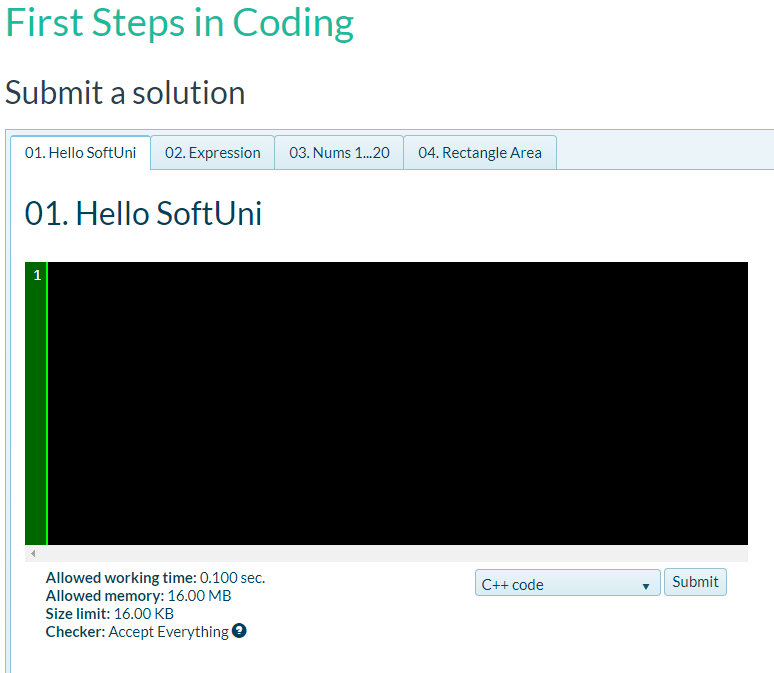 First Steps in Coding
Submit a solution
01. Hello SoftUni 02. Expression 03. Nums 1...20 04. Rectangle Area
01. Hello SoftUni
1
Allowed working time: 0.100 sec.
Allowed memory: 16.00 MB
Size limit: 16.00 KB
Checker: Accept Everything ?
C++ code Submit